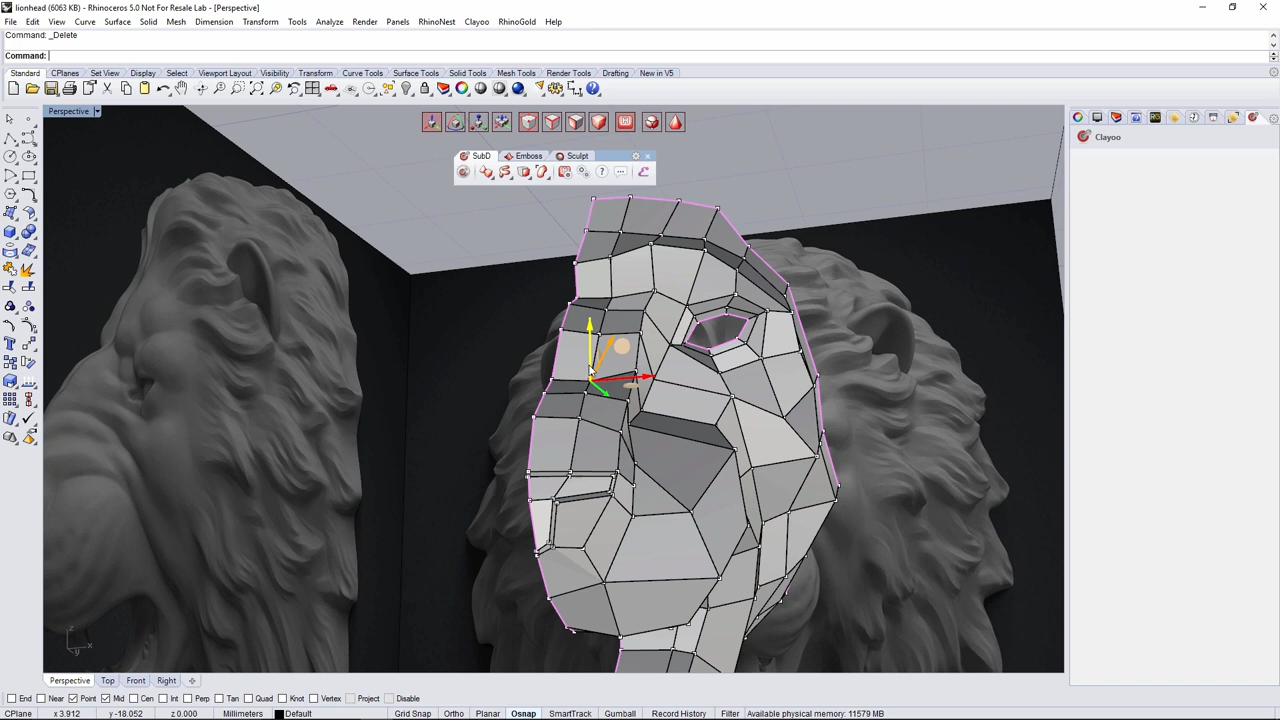 lionhead (6063 KB) - Rhinoceros 5.0 Not For Resale Lab - [Perspective]
File Edit View Curve Surface Solid Mesh Dimension Transform Tools Analyze Render Panels RhinoNest Clayoo RhinoGold Help
Command: _Delete
Command:
Standard CPlanes Set View Display Select Viewport Layout Visibility Transform Curve Tools Surface Tools Solid Tools Mesh Tools Render Tools Drafting New in V5
Perspective
Clayoo
SubD Emboss Sculpt
z
x
y
Perspective Top Front Right
End Near Point Mid Cen Int Perp Tan Quad Knot Vertex Project Disable
CPlane x 3.912 y -18.052 z 0.000 Millimeters Default Grid Snap Ortho Planar Osnap SmartTrack Gumball Record History Filter Available physical memory: 11579 MB